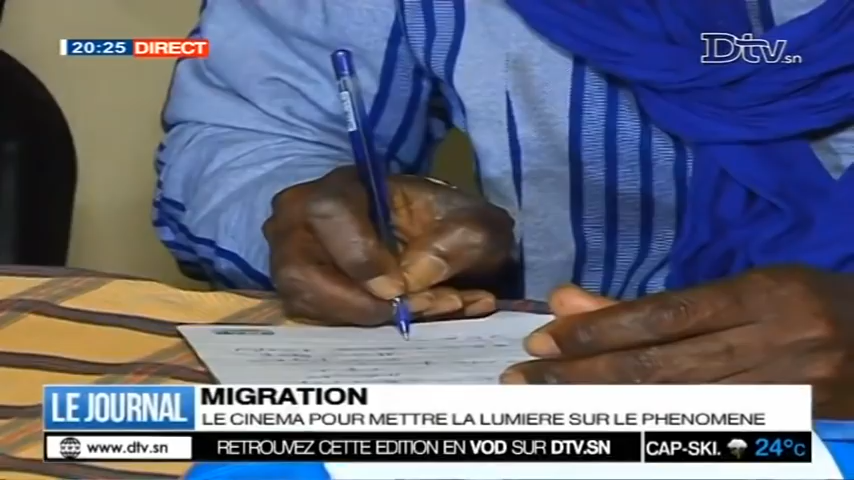 20:25 DIRECT
Dtv.sn
LE JOURNAL
MIGRATION
LE CINEMA POUR METTRE LA LUMIERE SUR LE PHENOMENE
www.dtv.sn
RETROUVEZ CETTE EDITION EN VOD SUR DTV.SN
CAP-SKI. 24°c